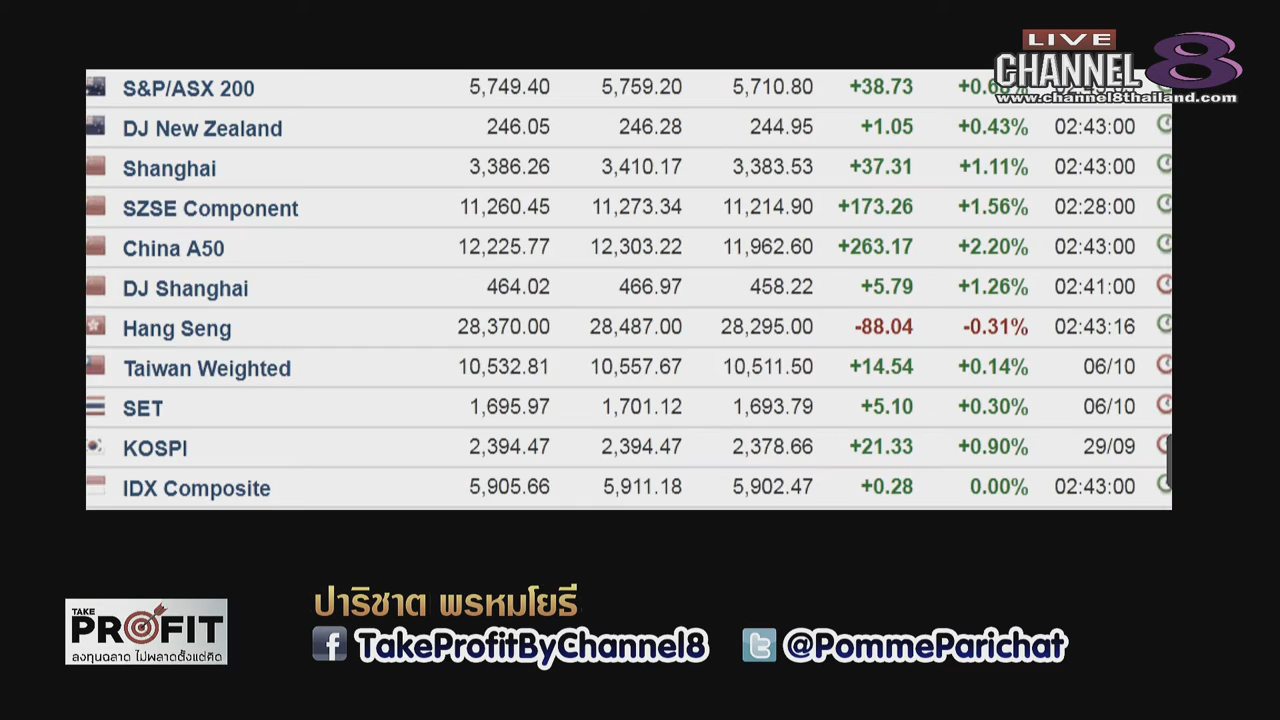 LIVE
CHANNEL 8
www.channel8thailand.com
S&P/ASX 200 5,749.40 5,759.20 5,710.80 +38.73
DJ New Zealand 246.05 246.28 244.95 +1.05 +0.43% 02:43:00
Shanghai 3,386.26 3,410.17 3,383.53 +37.31 +1.11% 02:43:00
SZSE Component 11,260.45 11,273.34 11,214.90 +173.26 +1.56% 02:28:00
China A50 12,225.77 12,303.22 11,962.60 +263.17 +2.20% 02:43:00
DJ Shanghai 464.02 466.97 458.22 +5.79 +1.26% 02:41:00
Hang Seng 28,370.00 28,487.00 28,295.00 -88.04 -0.31% 02:43:16
Taiwan Weighted 10,532.81 10,557.67 10,511.50 +14.54 +0.14% 06/10
SET 1,695.97 1,701.12 1,693.79 +5.10 +0.30% 06/10
KOSPI 2,394.47 2,394.47 2,378.66 +21.33 +0.90% 29/09
IDX Composite 5,905.66 5,911.18 5,902.47 +0.28 0.00% 02:43:00
TAKE
PROFIT
ลงทุนฉลาด ไม่พลาดตั้งแต่คิด
ปาริชาต พรหมโยธี
TakeProfitByChannel8 @PommeParichat